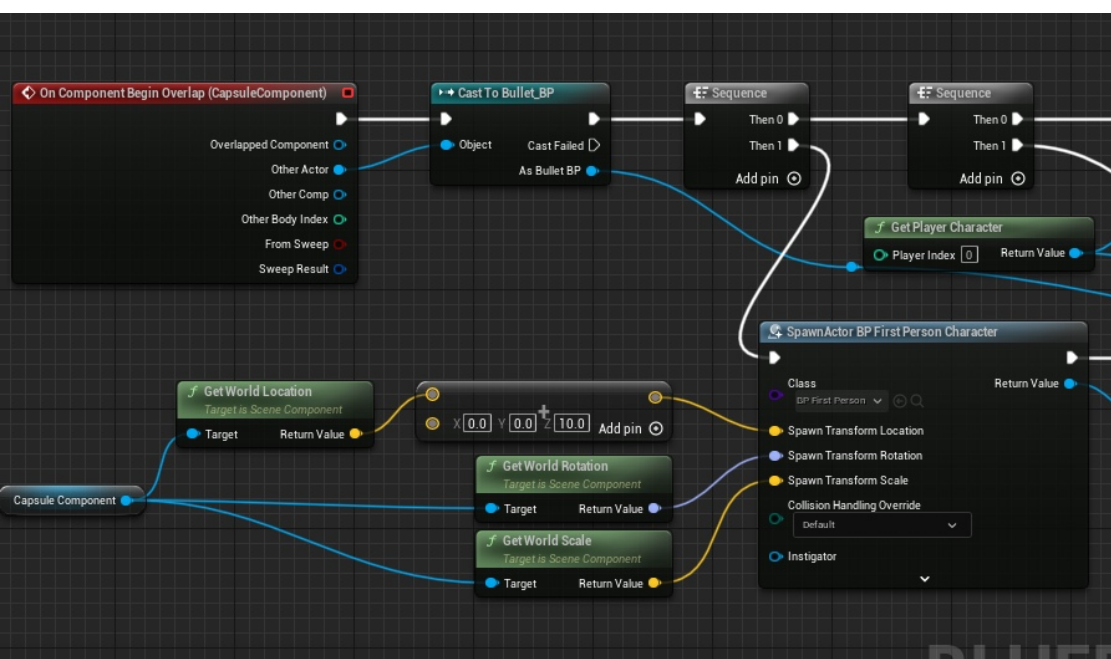 On Component Begin Overlap (CapsuleComponent)
Overlapped Component
Other Actor
Other Comp
Other Body Index
From Sweep
Sweep Result
Cast To Bullet_BP
Object
Cast Failed
As Bullet BP
Sequence
Then 0
Then 1
Add pin
Sequence
Then 0
Then 1
Add pin
f Get Player Character
Player Index 0
Return Value
SpawnActor BP First Person Character
Class
Return Value
BP First Person
Spawn Transform Location
Spawn Transform Rotation
Spawn Transform Scale
Collision Handling Override
Default
Instigator
f Get World Location
Target is Scene Component
Target
Return Value
X 0.0 Y 0.0 Z 10.0 Add pin
f Get World Rotation
Target is Scene Component
Target
Return Value
Capsule Component
f Get World Scale
Target is Scene Component
Target
Return Value